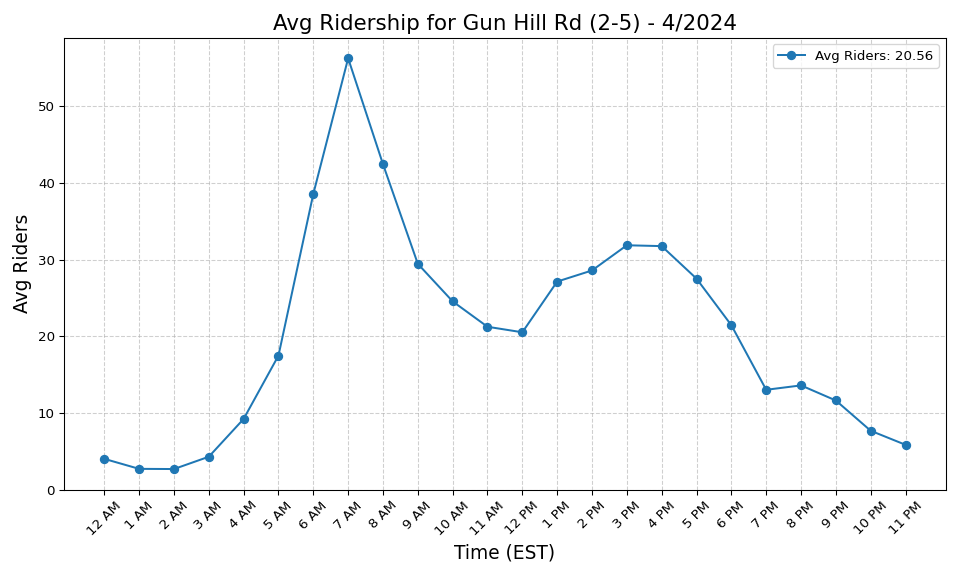 Avg Ridership for Gun Hill Rd (2-5) - 4/2024
Avg Riders: 20.56
Avg Riders
50
40
30
20
10
0
12 AM
1 AM
2 AM
3 AM
4 AM
5 AM
6 AM
7 AM
8 AM
9 AM
10 AM
11 AM
12 PM
1 PM
2 PM
3 PM
4 PM
5 PM
6 PM
7 PM
8 PM
9 PM
10 PM
11 PM
Time (EST)